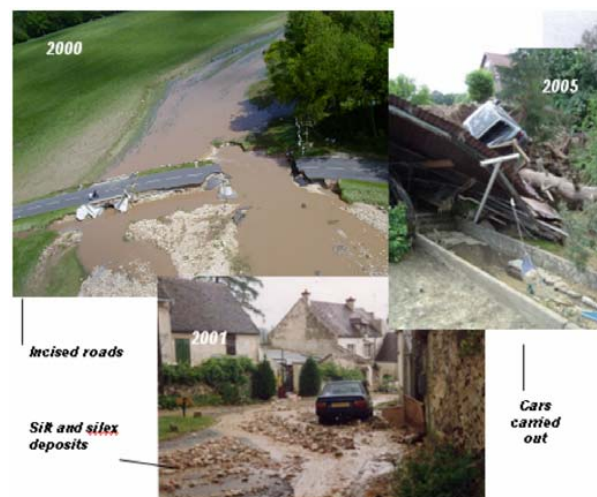 2000
2005
2001
Incised roads
Silt and silex
deposits
Cars
carried
out